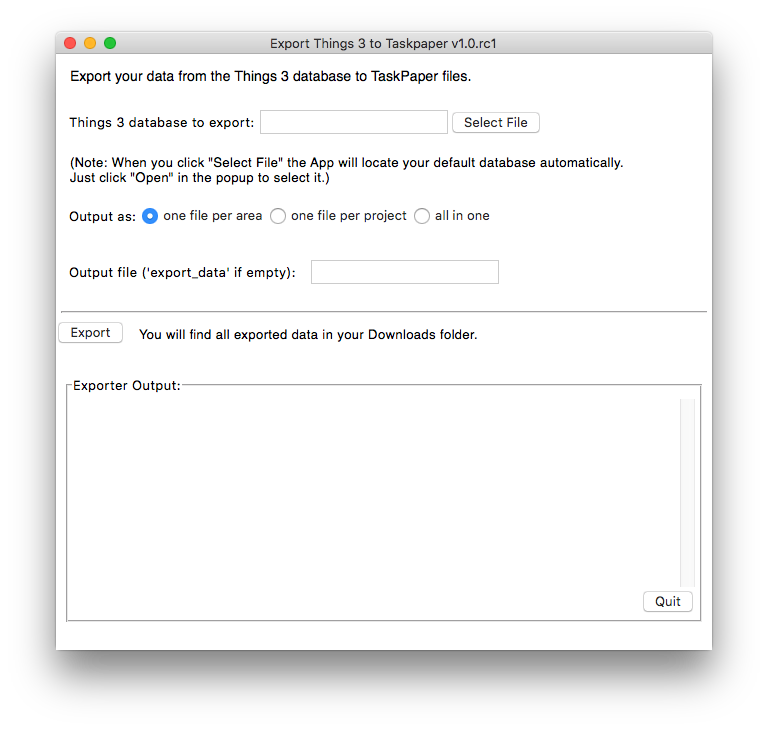 Export Things 3 to Taskpaper v1.0.rc1
Export your data from the Things 3 database to TaskPaper files.
Things 3 database to export: Select File
(Note: When you click "Select File" the App will locate your default database automatically.
Just click "Open" in the popup to select it.)
Output as: one file per area one file per project all in one
Output file ('export_data' if empty):
Export You will find all exported data in your Downloads folder.
Exporter Output:
Quit